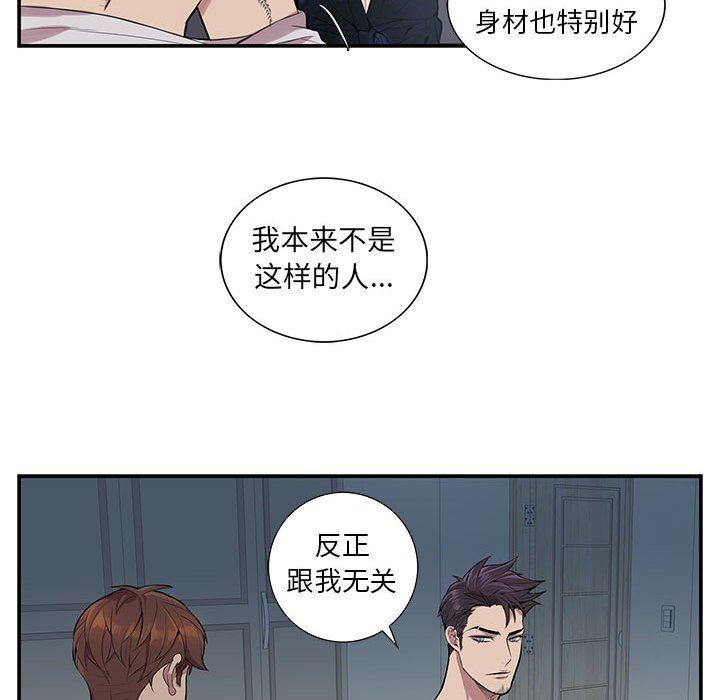 身材也特别好
我本来不是
这样的人...
反正
跟我无关